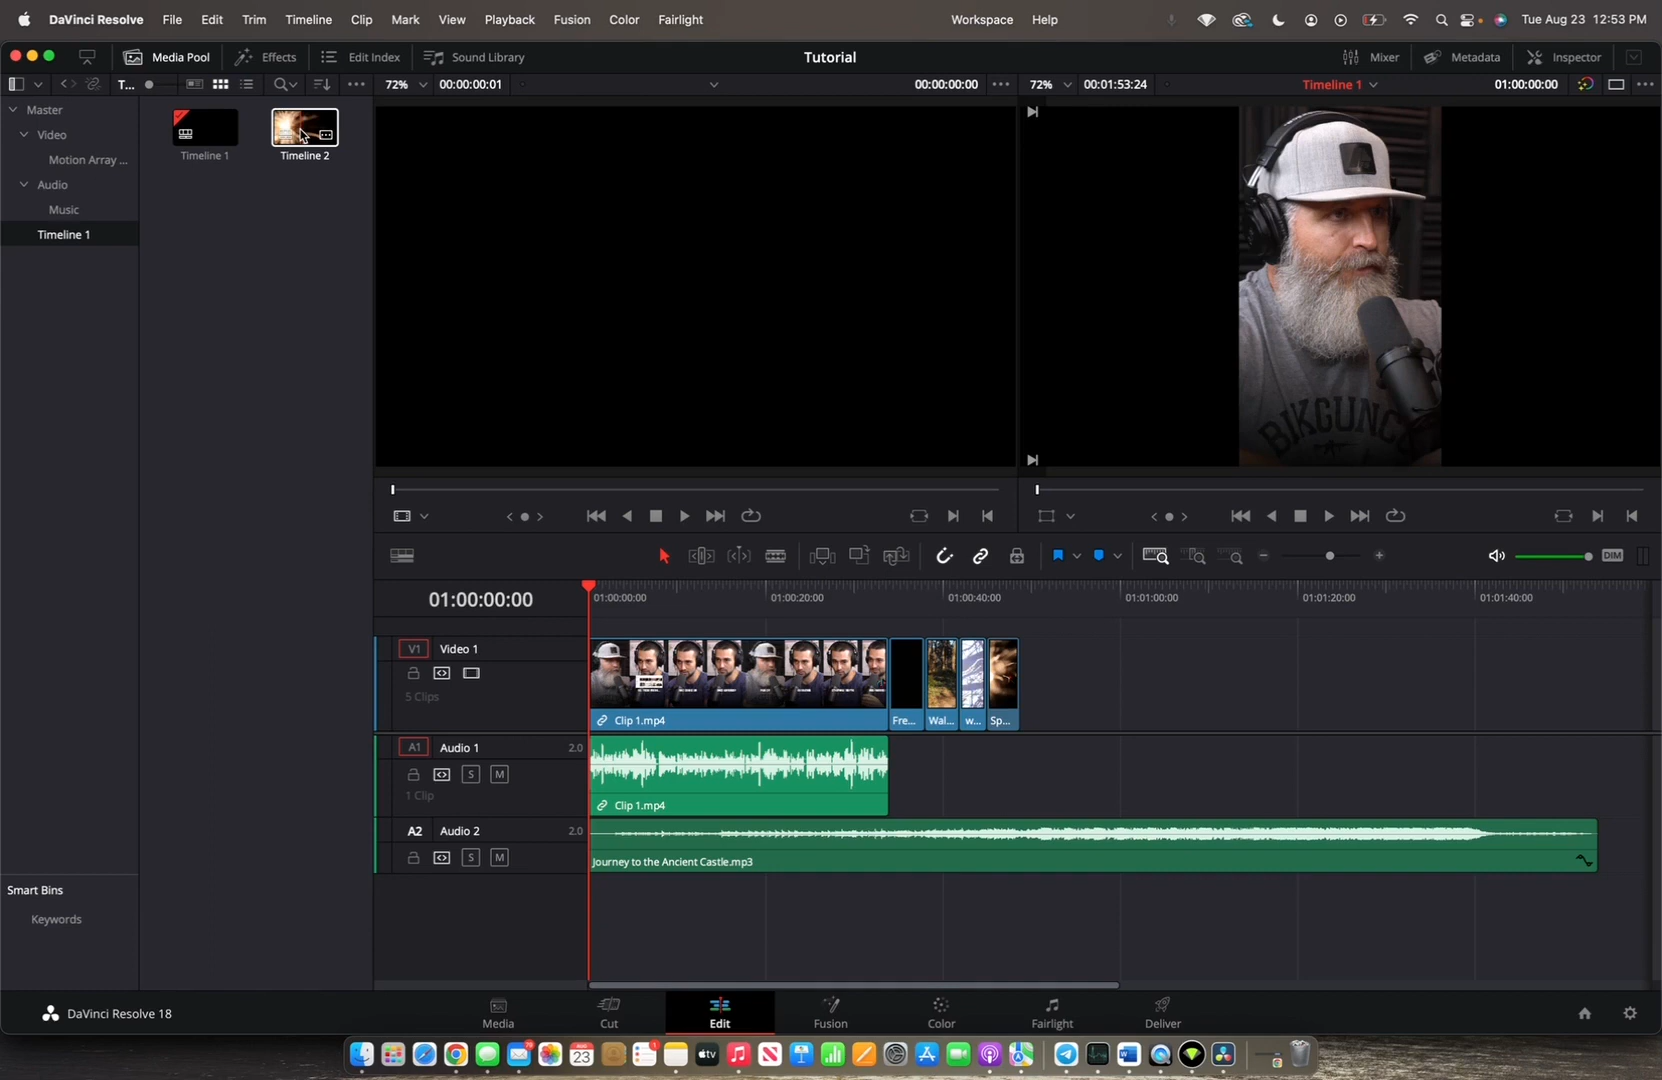 DaVinci Resolve File Edit Trim Timeline Clip Mark View Playback Fusion Color Fairlight Workspace Help Tue Aug 23 12:53 PM
Media Pool Effects Edit Index Sound Library Tutorial Mixer Metadata Inspector
T... 72% 00:00:00:01 00:00:00:00 72% 00:01:53:24 Timeline 1 01:00:00:00
Master
Video
Motion Array ...
Audio
Music
Timeline 1
Timeline 1 Timeline 2
BIKGUNC
DIM
01:00:00:00
01:00:00:00 01:00:20:00 01:00:40:00 01:01:00:00 01:01:20:00 01:01:40:00
V1 Video 1
5 Clips
Clip 1.mp4 Fre... Wal... w... Sp...
A1 Audio 1 2.0
S M
1 Clip
Clip 1.mp4
A2 Audio 2 2.0
S M
Journey to the Ancient Castle.mp3
Smart Bins
Keywords
DaVinci Resolve 18
Media Cut Edit Fusion Color Fairlight Deliver